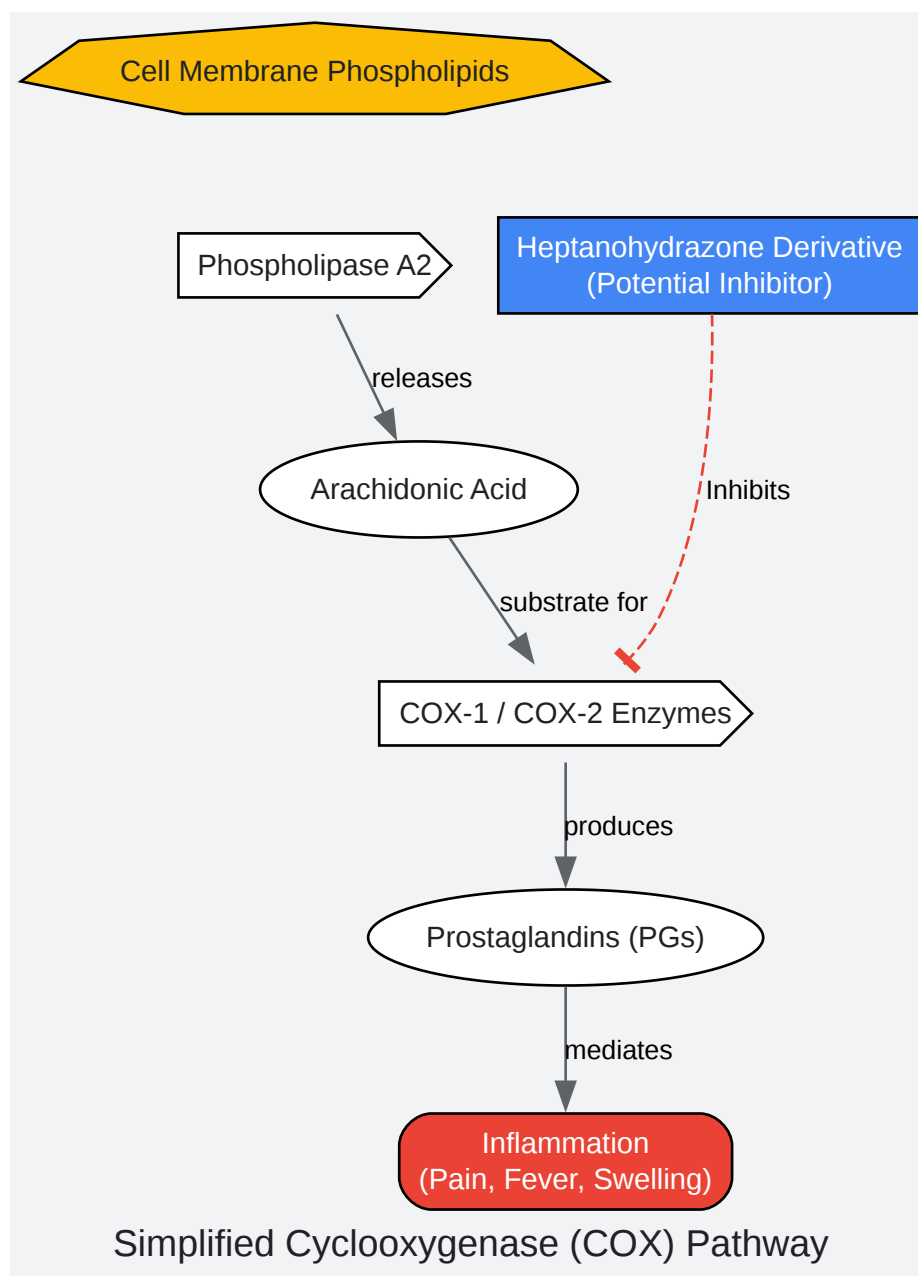 Cell Membrane Phospholipids
Phospholipase A2
Heptanohydrazone Derivative
(Potential Inhibitor)
releases
Arachidonic Acid
Inhibits
substrate for
COX-1 / COX-2 Enzymes
produces
Prostaglandins (PGs)
mediates
Inflammation
(Pain, Fever, Swelling)
Simplified Cyclooxygenase (COX) Pathway